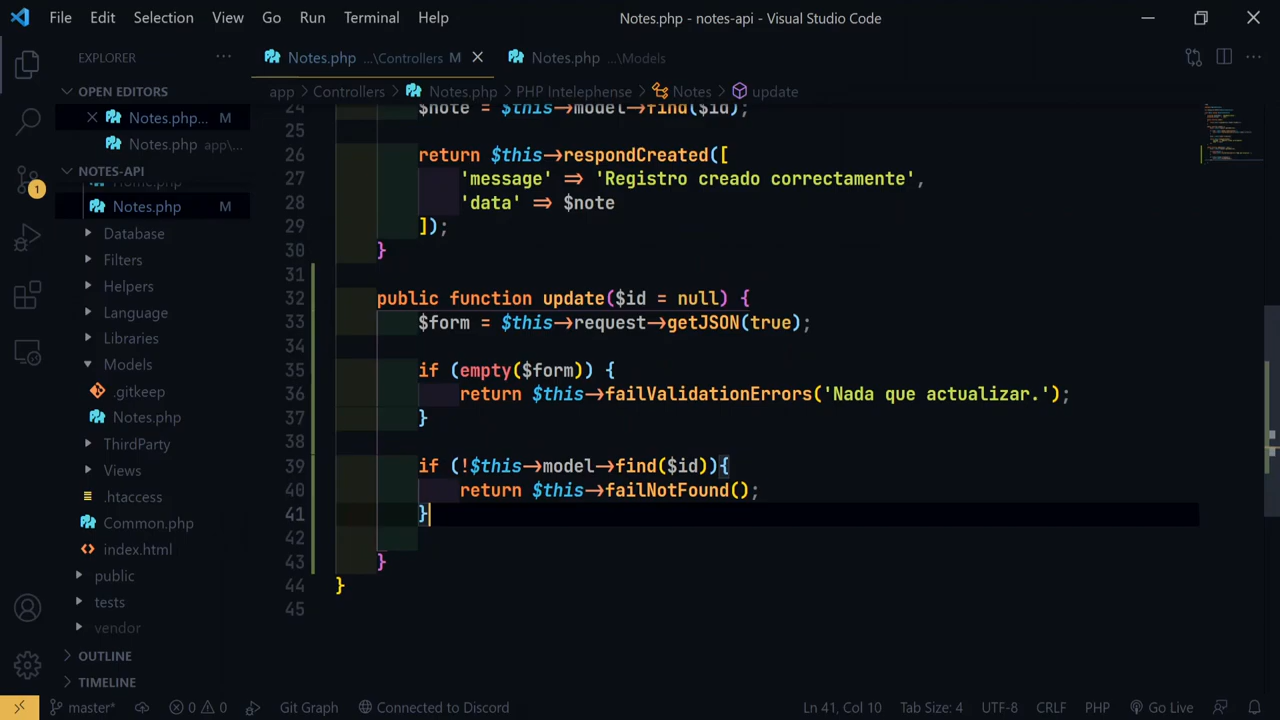 File Edit Selection View Go Run Terminal Help Notes.php - notes-api - Visual Studio Code
EXPLORER ···
Notes.php ...\Controllers M
Notes.php ...\Models
OPEN EDITORS
Notes.php... M
Notes.php app\...
NOTES-API
Home.php
Notes.php M
Database
Filters
Helpers
Language
Libraries
Models
.gitkeep
Notes.php
ThirdParty
Views
.htaccess
Common.php
index.html
public
tests
vendor
OUTLINE
TIMELINE
1
app Controllers Notes.php PHP Intelephense Notes update
24 $note = $this->model->find($id);
25
26 return $this->respondCreated([
27 'message' => 'Registro creado correctamente',
28 'data' => $note
29 ]);
30 }
31
32 public function update($id = null) {
33 $form = $this->request->getJSON(true);
34
35 if (empty($form)) {
36 return $this->failValidationErrors('Nada que actualizar.');
37 }
38
39 if (!$this->model->find($id)){
40 return $this->failNotFound();
41 }
42
43 }
44 }
45
master* 0 0 Git Graph Connected to Discord Ln 41, Col 10 Tab Size: 4 UTF-8 CRLF PHP Go Live